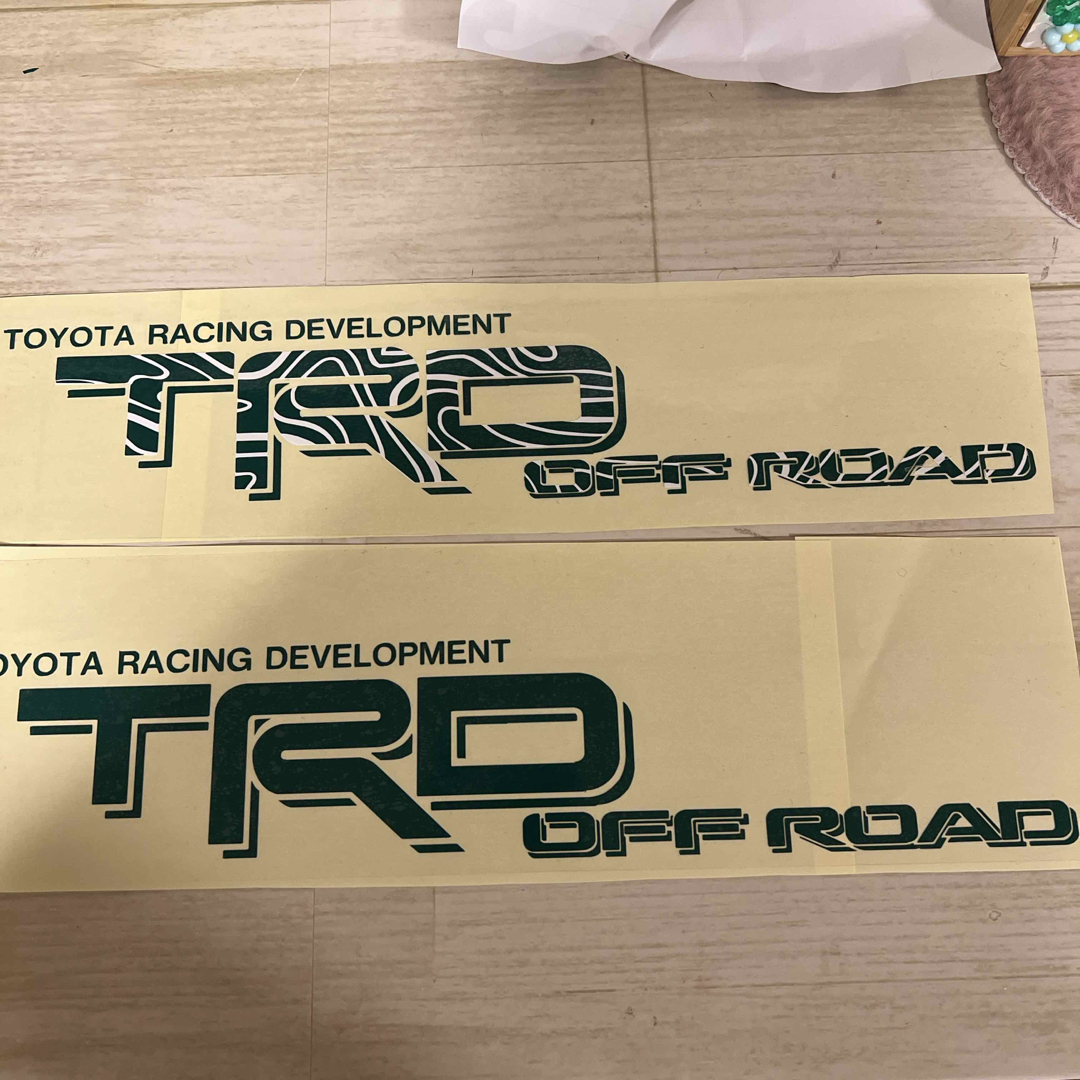 TOYOTA RACING DEVELOPMENT
TRD
OFF ROAD
OYOTA RACING DEVELOPMENT
TRD
OFF ROAD